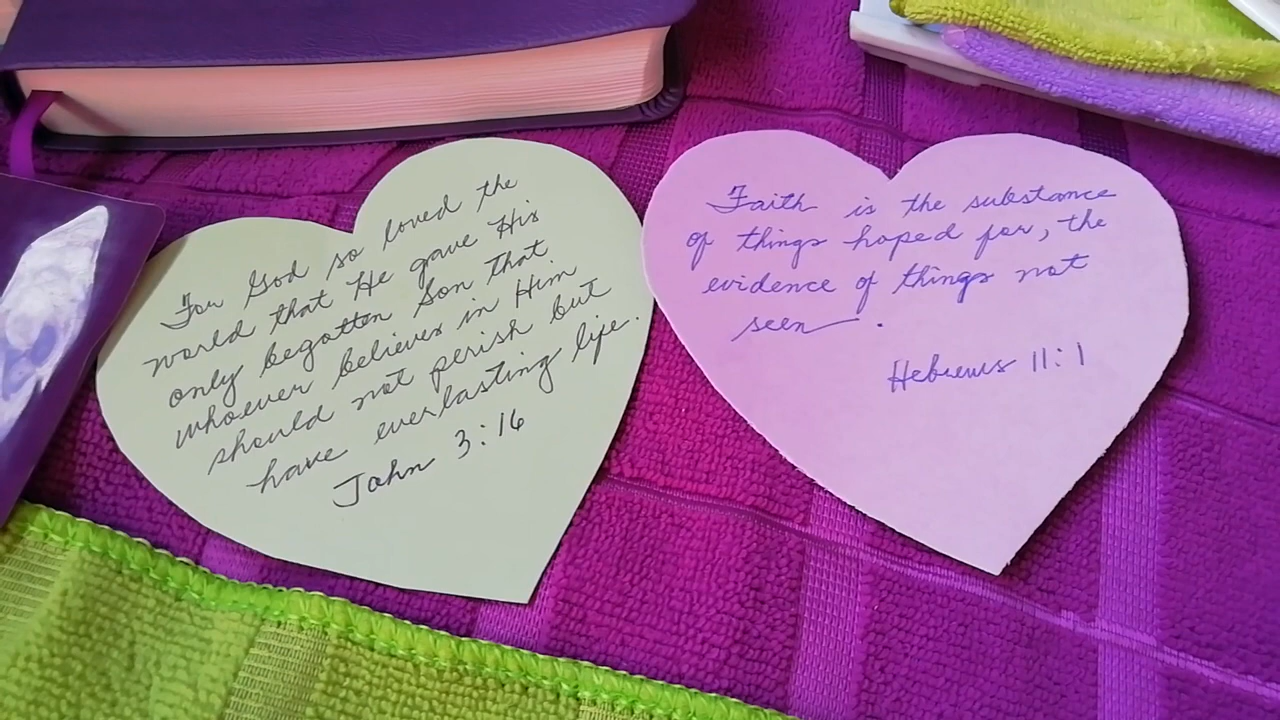 For God so loved the
world that He gave His
only begotten Son that
whoever believes in Him
should not perish but
have everlasting life.
John 3:16
Faith is the substance
of things hoped for, the
evidence of things not
seen.
Hebrews 11:1